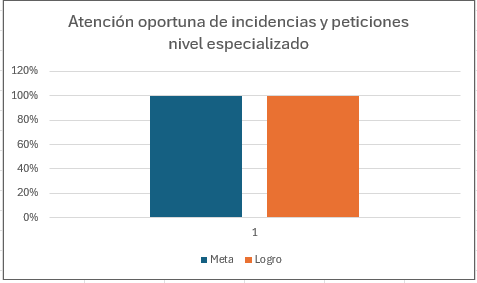 Atención oportuna de incidencias y peticiones
nivel especializado
120%
100%
80%
60%
40%
20%
0%
1
Meta Logro